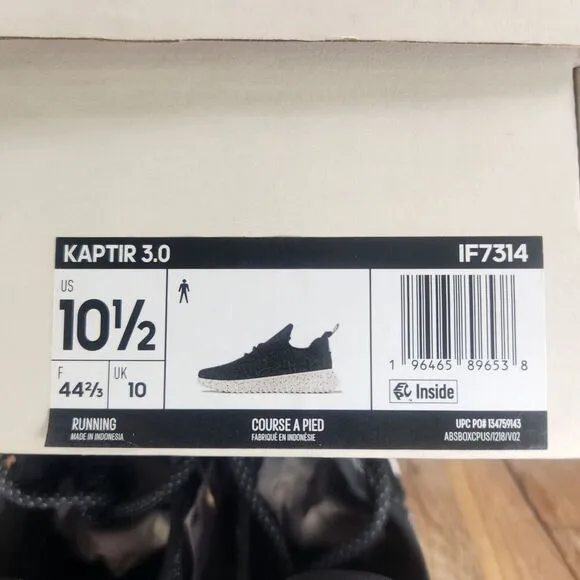 KAPTIR 3.0 IF7314
US
10½
F
44⅔
UK
10
1 96465 89653 8
Inside
RUNNING
MADE IN INDONESIA
COURSE A PIED
FABRIQUÉ EN INDONÉSIE
UPC PO# 134759143
ABSBOXCPUS/1218/V02